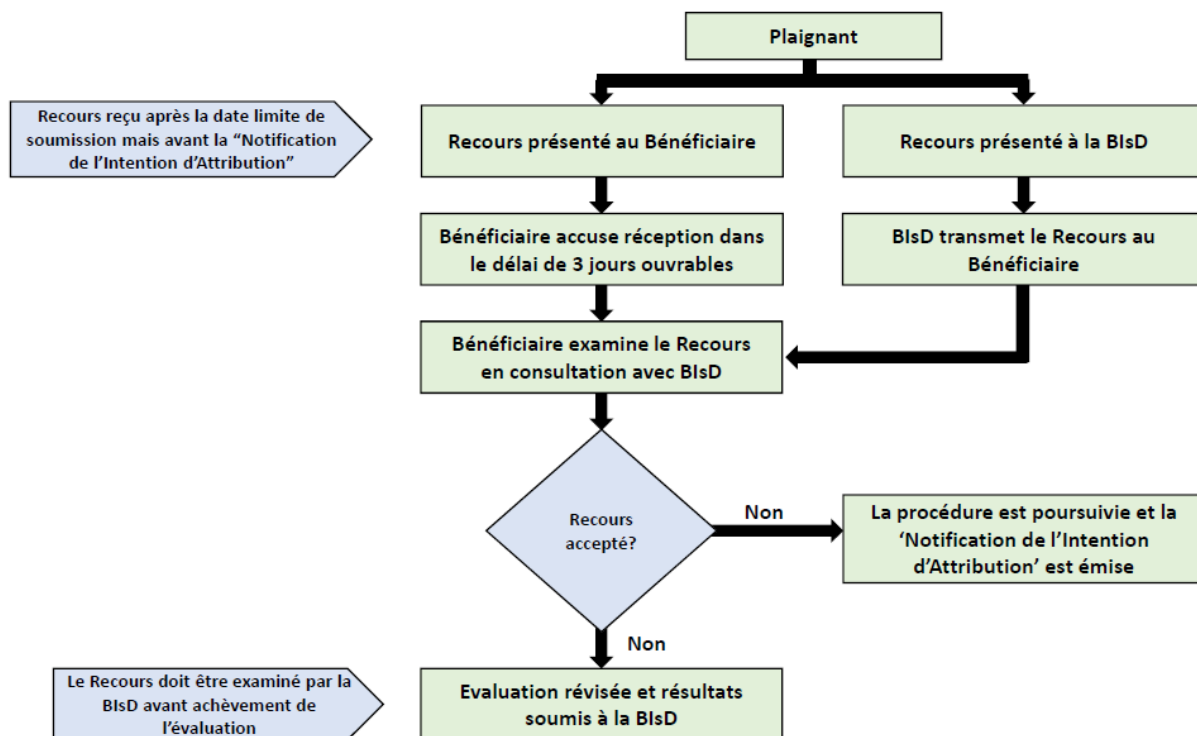 Plaignant
Recours reçu après la date limite de
soumission mais avant la “Notification
de l’Intention d’Attribution”
Recours présenté au Bénéficiaire
Recours présenté à la BIsD
Bénéficiaire accuse réception dans
le délai de 3 jours ouvrables
BIsD transmet le Recours au
Bénéficiaire
Bénéficiaire examine le Recours
en consultation avec BIsD
Recours
accepté?
Non
La procédure est poursuivie et la
‘Notification de l’Intention
d’Attribution’ est émise
Non
Le Recours doit être examiné par la
BIsD avant achèvement de
l’évaluation
Evaluation révisée et résultats
soumis à la BIsD